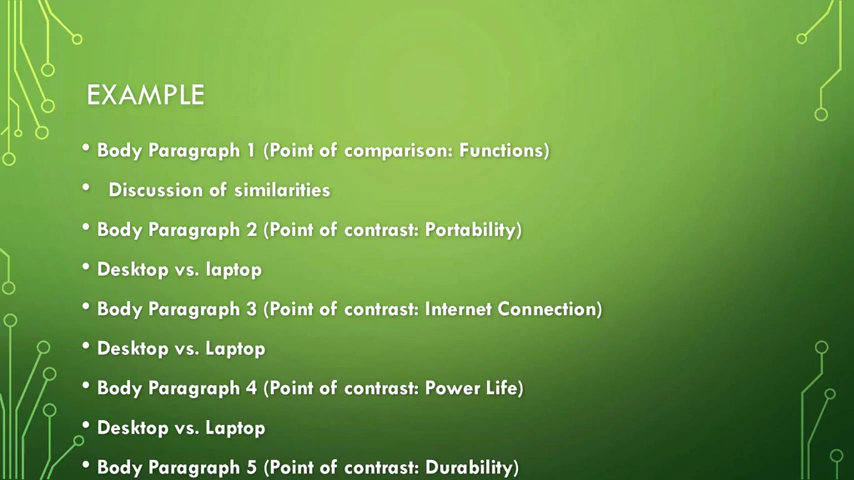 EXAMPLE
• Body Paragraph 1 (Point of comparison: Functions)
• Discussion of similarities
• Body Paragraph 2 (Point of contrast: Portability)
• Desktop vs. laptop
• Body Paragraph 3 (Point of contrast: Internet Connection)
• Desktop vs. Laptop
• Body Paragraph 4 (Point of contrast: Power Life)
• Desktop vs. Laptop
• Body Paragraph 5 (Point of contrast: Durability)